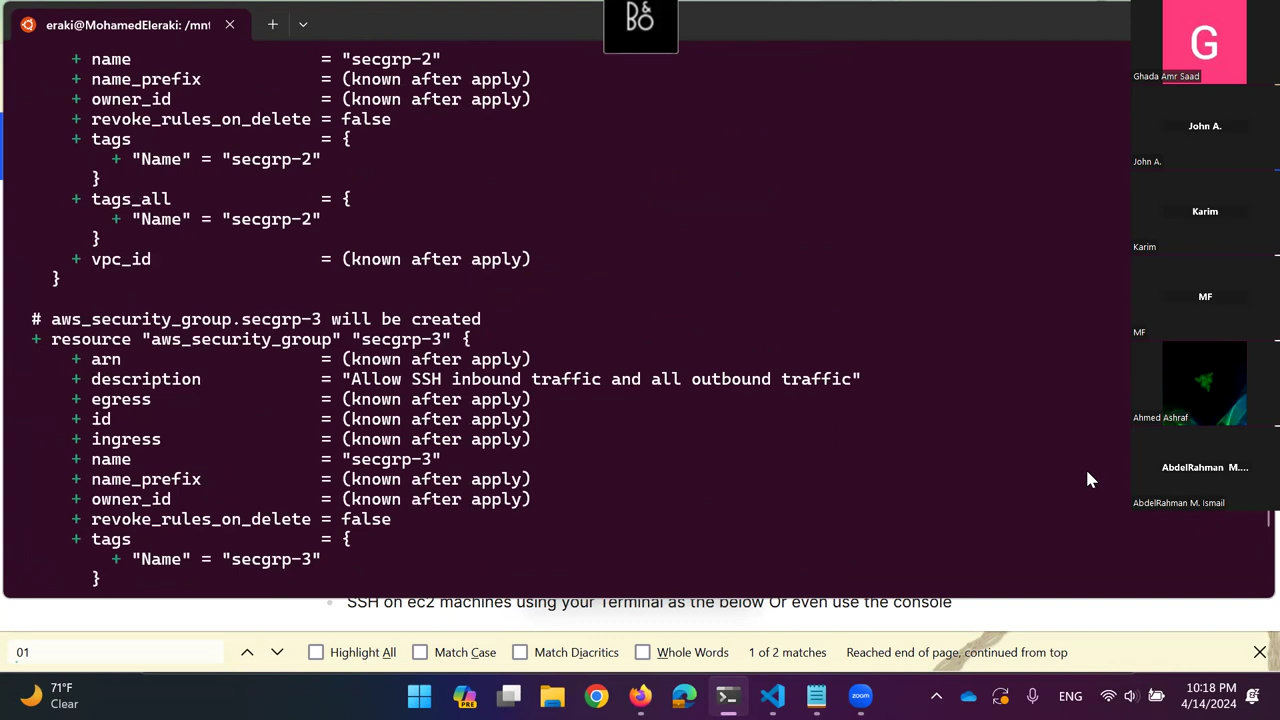 eraki@MohamedEleraki: /mnt
D&
BO
+ name = "secgrp-2"
+ name_prefix = (known after apply)
+ owner_id = (known after apply)
+ revoke_rules_on_delete = false
+ tags = {
+ "Name" = "secgrp-2"
}
+ tags_all = {
+ "Name" = "secgrp-2"
}
+ vpc_id = (known after apply)
}
# aws_security_group.secgrp-3 will be created
+ resource "aws_security_group" "secgrp-3" {
+ arn = (known after apply)
+ description = "Allow SSH inbound traffic and all outbound traffic"
+ egress = (known after apply)
+ id = (known after apply)
+ ingress = (known after apply)
+ name = "secgrp-3"
+ name_prefix = (known after apply)
+ owner_id = (known after apply)
+ revoke_rules_on_delete = false
+ tags = {
+ "Name" = "secgrp-3"
}
G
Ghada Amr Saad
John A.
John A.
Karim
Karim
MF
MF
Ahmed Ashraf
AbdelRahman M....
AbdelRahman M. Ismail
SSH on ec2 machines using your Terminal as the below Or even use the console
01
Highlight All
Match Case
Match Diacritics
Whole Words
1 of 2 matches
Reached end of page, continued from top
71°F
Clear
PRE
zoom
ENG
10:18 PM
4/14/2024